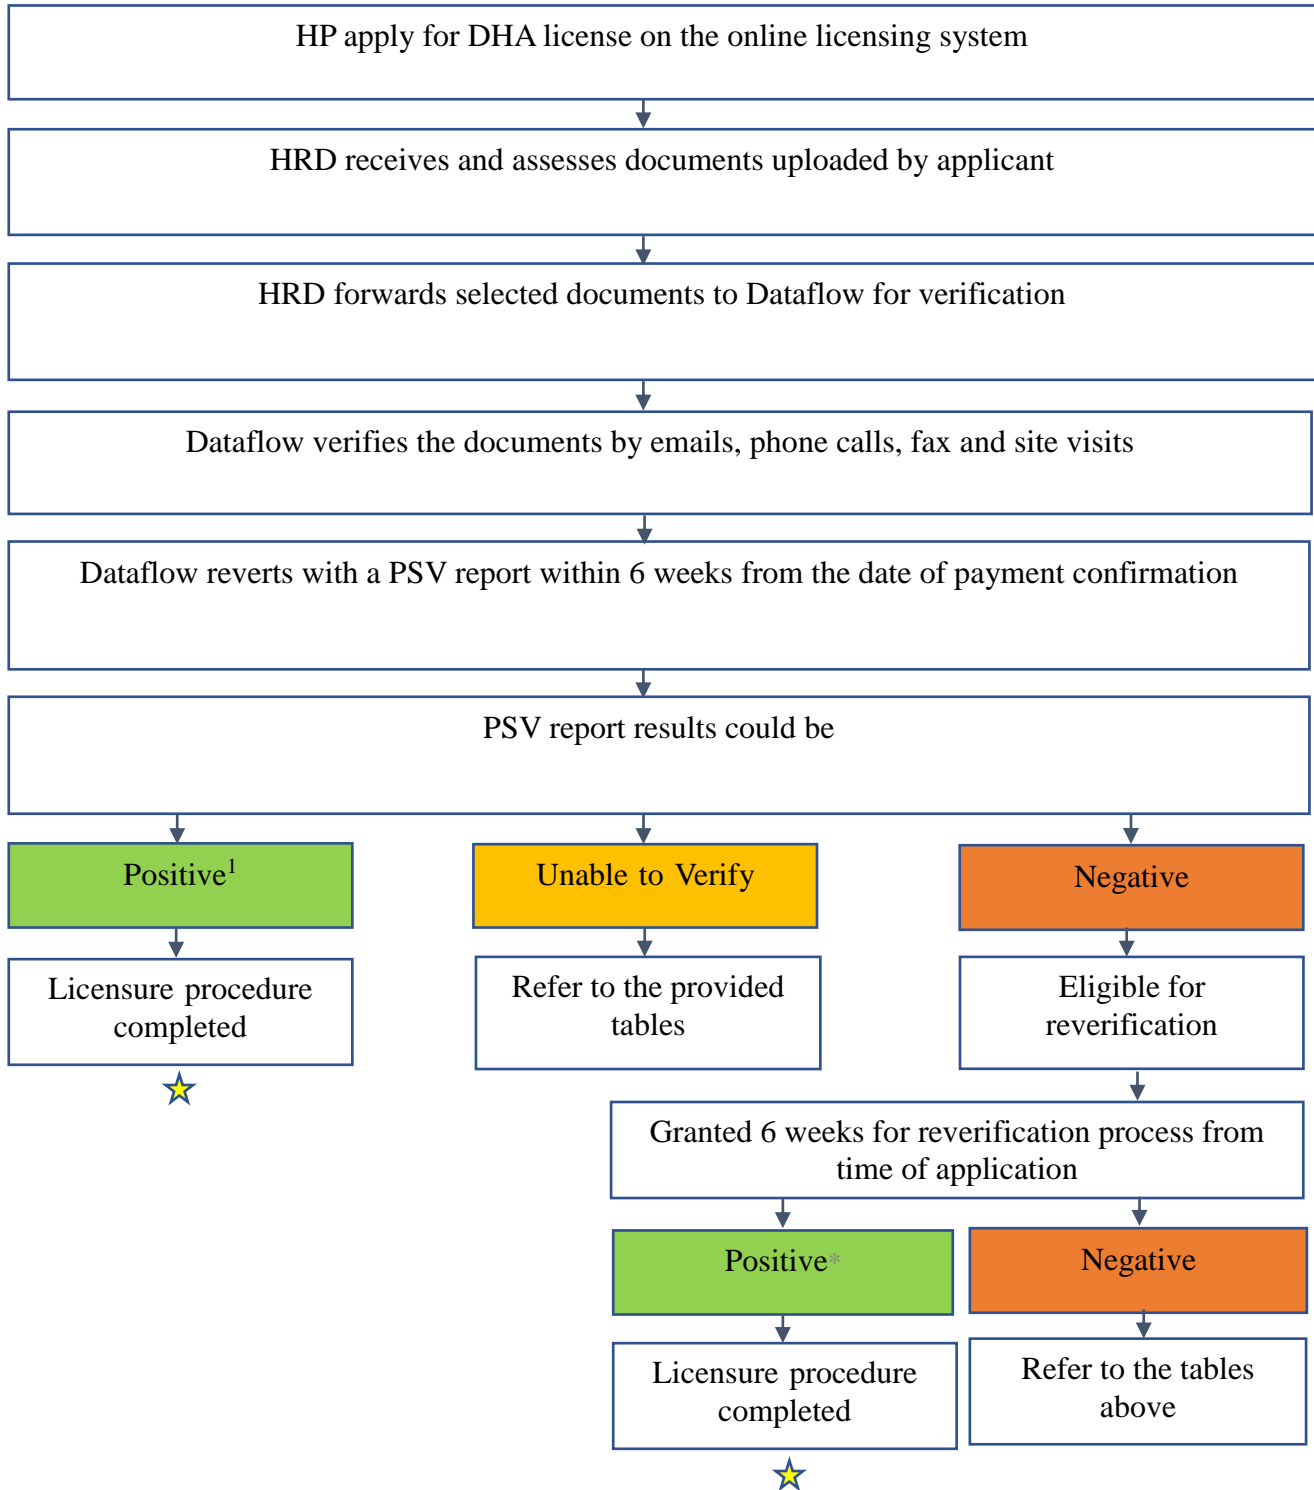 HP apply for DHA license on the online licensing system
HRD receives and assesses documents uploaded by applicant
HRD forwards selected documents to Dataflow for verification
Dataflow verifies the documents by emails, phone calls, fax and site visits
Dataflow reverts with a PSV report within 6 weeks from the date of payment confirmation
PSV report results could be
Positive¹
Unable to Verify
Negative
Licensure procedure
completed
Refer to the provided
tables
Eligible for
reverification
Granted 6 weeks for reverification process from
time of application
Positive*
Negative
Licensure procedure
completed
Refer to the tables
above